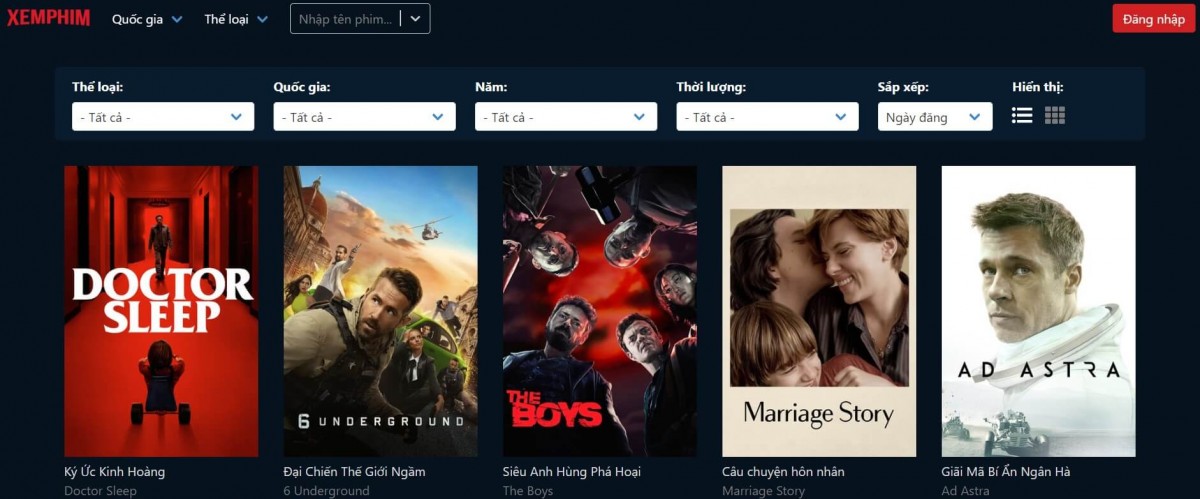 XEMPHIM Quốc gia Thể loại Nhập tên phim... Đăng nhập
Thể loại: Quốc gia: Năm: Thời lượng: Sắp xếp: Hiển thị:
- Tất cả - - Tất cả - - Tất cả - - Tất cả - Ngày đăng
DOCTOR
SLEEP
6 UNDERGROUND
THE
BOYS
Marriage Story
AD ASTRA
Ký Ức Kinh Hoàng Đại Chiến Thế Giới Ngầm Siêu Anh Hùng Phá Hoại Câu chuyện hôn nhân Giãi Mã Bí Ẩn Ngân Hà
Doctor Sleep 6 Underground The Boys Marriage Story Ad Astra